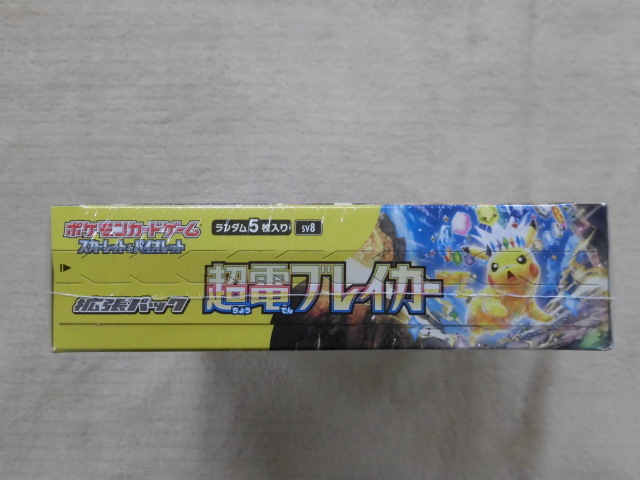 ポケモンカードゲーム
スカーレット&バイオレット
ランダム5枚入り
sv8
拡張パック
超電ブレイカー
ちょう でん